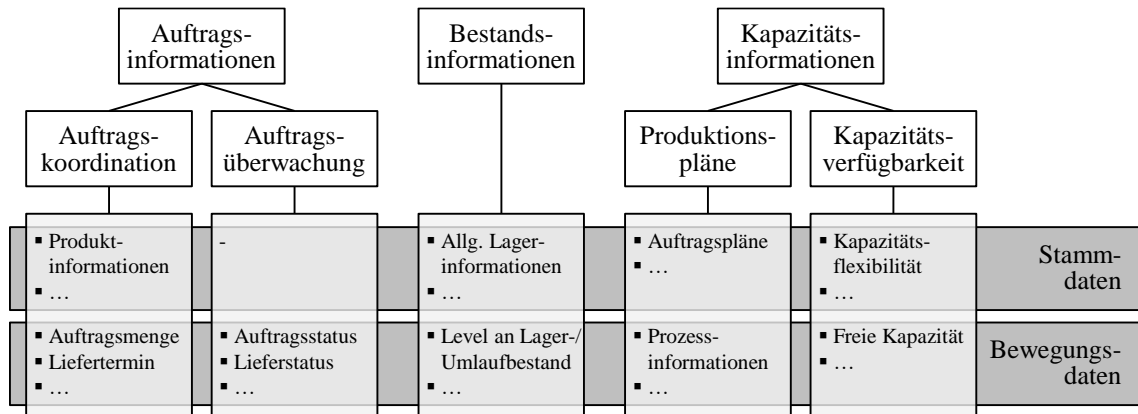 Auftrags-
informationen
Bestands-
informationen
Kapazitäts-
informationen
Auftrags-
koordination
Auftrags-
überwachung
Produktions-
pläne
Kapazitäts-
verfügbarkeit
▪ Produkt-
informationen
▪ …
-
▪ Allg. Lager-
informationen
▪ …
▪ Auftragspläne
▪ …
▪ Kapazitäts-
flexibilität
▪ …
Stamm-
daten
▪ Auftragsmenge
▪ Liefertermin
▪ …
▪ Auftragsstatus
▪ Lieferstatus
▪ …
▪ Level an Lager-/
Umlaufbestand
▪ …
▪ Prozess-
informationen
▪ …
▪ Freie Kapazität
▪ …
Bewegungs-
daten